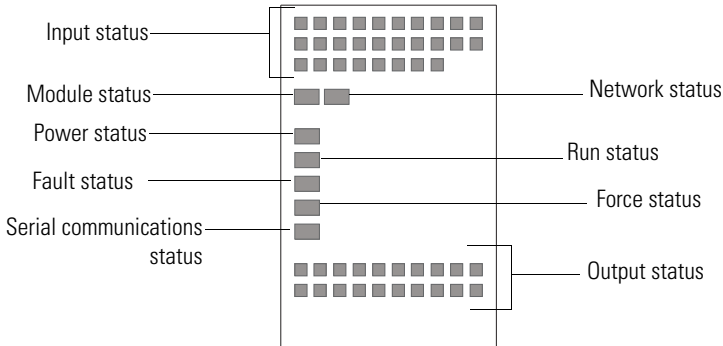 Input status
Module status
Network status
Power status
Run status
Fault status
Force status
Serial communications
status
Output status